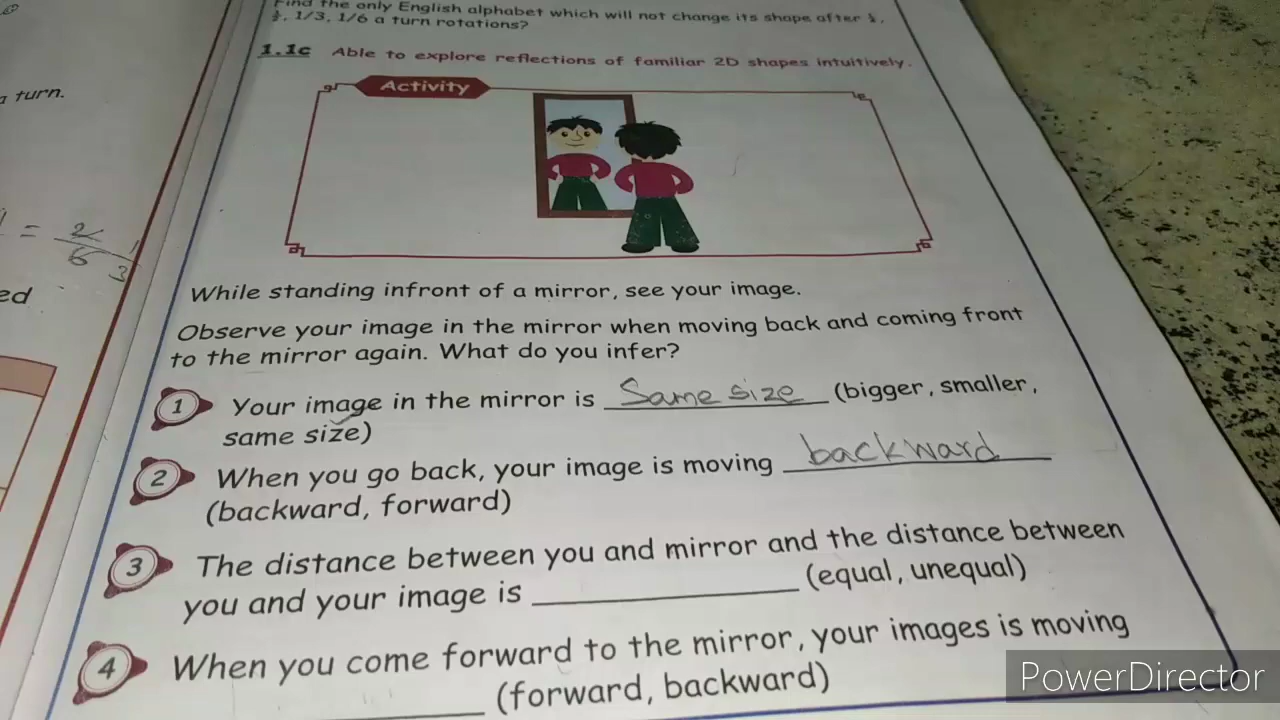 Find the only English alphabet which will not change its shape after
1/3, 1/6 a turn rotations?
a turn.
1.1c Able to explore reflections of familiar 2D shapes intuitively.
Activity
= 2/6 3
ed
While standing infront of a mirror, see your image.
Observe your image in the mirror when moving back and coming front
to the mirror again. What do you infer?
1 Your image in the mirror is Same size (bigger, smaller,
same size)
2 When you go back, your image is moving backward
(backward, forward)
3 The distance between you and mirror and the distance between
you and your image is ____________ (equal, unequal)
4 When you come forward to the mirror, your images is moving
____________ (forward, backward)
PowerDirector